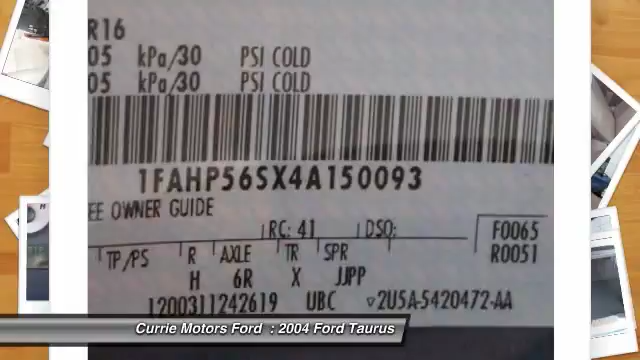 R16
05 kPa/30 PSI COLD
05 kPa/30 PSI COLD
1FAHP56SX4A150093
EE OWNER GUIDE
RC: 41 DSO: F0065
TP/PS R AXLE TR SPR R0051
H 6R X JJPP
1200311242619 UBC ▽2U5A-5420472-AA
Currie Motors Ford : 2004 Ford Taurus